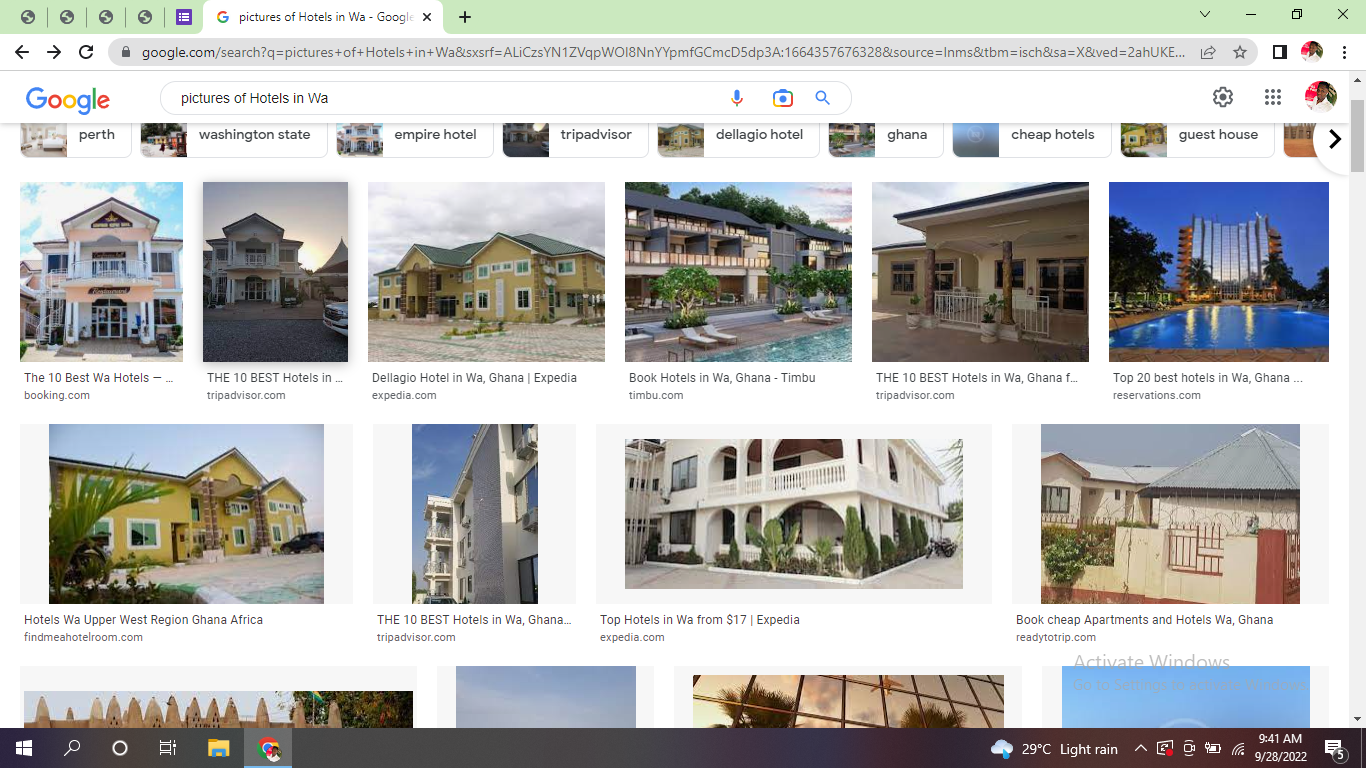 pictures of Hotels in Wa - Google
google.com/search?q=pictures+of+Hotels+in+Wa&sxsrf=ALiCzsYN1ZVqpWOI8NnYYpmfGCmcD5dp3A:1664357676328&source=lnms&tbm=isch&sa=X&ved=2ahUKE...
Google
pictures of Hotels in Wa
perth
washington state
empire hotel
tripadvisor
dellagio hotel
ghana
cheap hotels
guest house
Restaurant
The 10 Best Wa Hotels — ...
booking.com
THE 10 BEST Hotels in ...
tripadvisor.com
Dellagio Hotel in Wa, Ghana | Expedia
expedia.com
Book Hotels in Wa, Ghana - Timbu
timbu.com
THE 10 BEST Hotels in Wa, Ghana f...
tripadvisor.com
Top 20 best hotels in Wa, Ghana ...
reservations.com
Hotels Wa Upper West Region Ghana Africa
findmeahotelroom.com
THE 10 BEST Hotels in Wa, Ghana...
tripadvisor.com
Top Hotels in Wa from $17 | Expedia
expedia.com
Book cheap Apartments and Hotels Wa, Ghana
readytotrip.com
Activate Windows
Go to Settings to activate Windows.
29°C Light rain
9:41 AM
9/28/2022
5